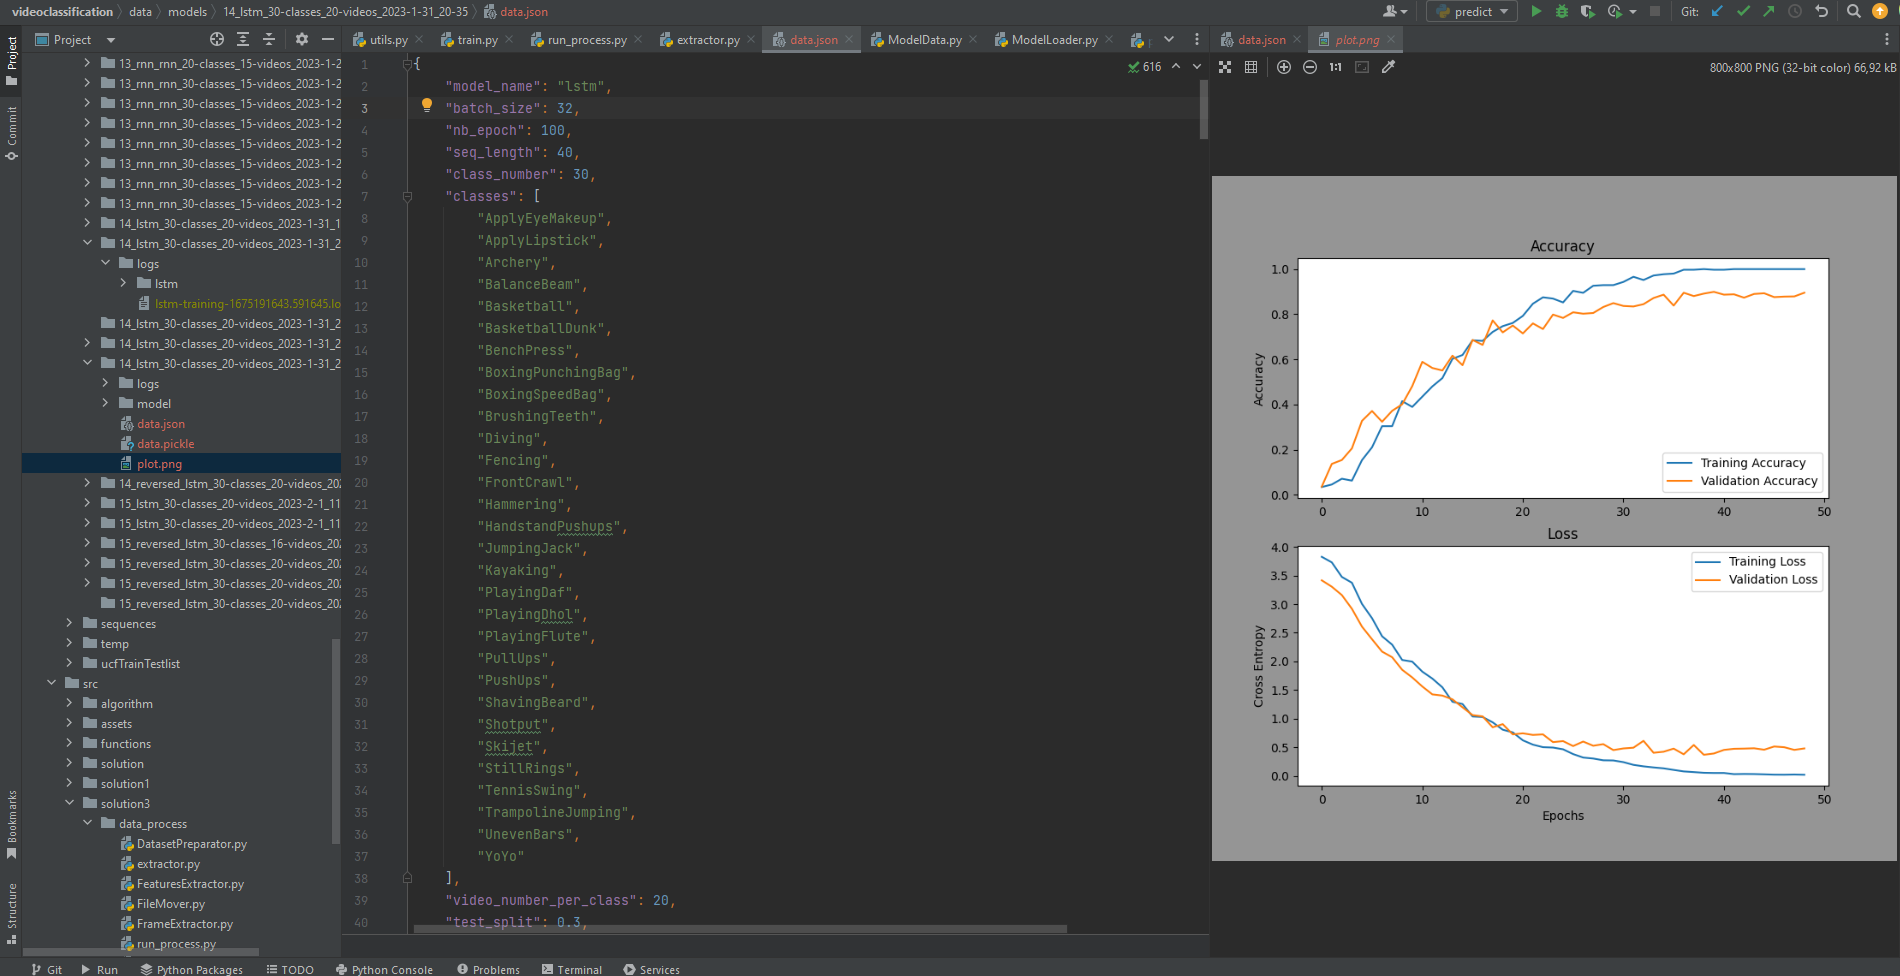 videoclassification data models 14_lstm_30-classes_20-videos_2023-1-31_20-35 data.json
predict Git:
Project
utils.py train.py run_process.py extractor.py data.json ModelData.py ModelLoader.py
data.json plot.png
Project
Commit
Bookmarks
Structure
13_rnn_rnn_20-classes_15-videos_2023-1-2
13_rnn_rnn_30-classes_15-videos_2023-1-2
13_rnn_rnn_30-classes_15-videos_2023-1-2
13_rnn_rnn_30-classes_15-videos_2023-1-2
13_rnn_rnn_30-classes_15-videos_2023-1-2
13_rnn_rnn_30-classes_15-videos_2023-1-2
13_rnn_rnn_30-classes_15-videos_2023-1-2
13_rnn_rnn_30-classes_15-videos_2023-1-2
14_lstm_30-classes_20-videos_2023-1-31_1
14_lstm_30-classes_20-videos_2023-1-31_2
logs
lstm
lstm-training-1675191643.591645.lo
14_lstm_30-classes_20-videos_2023-1-31_2
14_lstm_30-classes_20-videos_2023-1-31_2
14_lstm_30-classes_20-videos_2023-1-31_2
logs
model
data.json
data.pickle
plot.png
14_reversed_lstm_30-classes_20-videos_202
15_lstm_30-classes_20-videos_2023-2-1_11
15_lstm_30-classes_20-videos_2023-2-1_11
15_reversed_lstm_30-classes_16-videos_202
15_reversed_lstm_30-classes_20-videos_202
15_reversed_lstm_30-classes_20-videos_202
15_reversed_lstm_30-classes_20-videos_202
sequences
temp
ucfTrainTestlist
src
algorithm
assets
functions
solution
solution1
solution3
data_process
DatasetPreparator.py
extractor.py
FeaturesExtractor.py
FileMover.py
FrameExtractor.py
run_process.py
616
1 {
2 "model_name": "lstm",
3 "batch_size": 32,
4 "nb_epoch": 100,
5 "seq_length": 40,
6 "class_number": 30,
7 "classes": [
8 "ApplyEyeMakeup",
9 "ApplyLipstick",
10 "Archery",
11 "BalanceBeam",
12 "Basketball",
13 "BasketballDunk",
14 "BenchPress",
15 "BoxingPunchingBag",
16 "BoxingSpeedBag",
17 "BrushingTeeth",
18 "Diving",
19 "Fencing",
20 "FrontCrawl",
21 "Hammering",
22 "HandstandPushups",
23 "JumpingJack",
24 "Kayaking",
25 "PlayingDaf",
26 "PlayingDhol",
27 "PlayingFlute",
28 "PullUps",
29 "PushUps",
30 "ShavingBeard",
31 "Shotput",
32 "Skijet",
33 "StillRings",
34 "TennisSwing",
35 "TrampolineJumping",
36 "UnevenBars",
37 "YoYo"
38 ],
39 "video_number_per_class": 20,
40 "test_split": 0.3,
1:1 800x800 PNG (32-bit color) 66,92 kB
Accuracy
1.0
0.8
0.6
0.4
0.2
0.0
Accuracy
Training Accuracy
Validation Accuracy
0 10 20 30 40 50
Loss
4.0
3.5
3.0
2.5
2.0
1.5
1.0
0.5
0.0
Cross Entropy
Training Loss
Validation Loss
0 10 20 30 40 50
Epochs
Git Run Python Packages TODO Python Console Problems Terminal Services